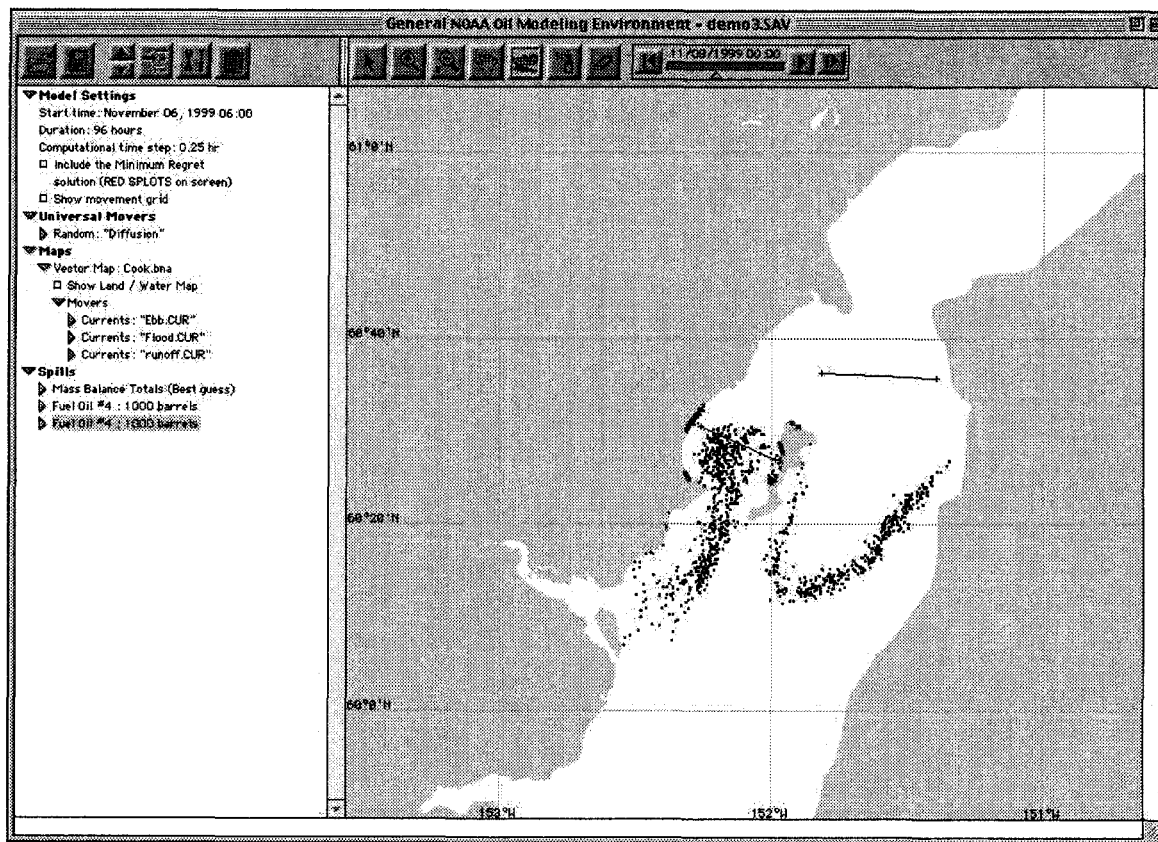 General NOAA Oil Modeling Environment - demo3.SAV
11/08/1999 00:00
Model Settings
Start time: November 06, 1999 06:00
Duration: 96 hours
Computational time step: 0.25 hr
Include the Minimum Regret
solution (RED SPLOTS on screen)
Show movement grid
Universal Movers
Random: "Diffusion"
Maps
Vector Map: Cook.bna
Show Land / Water Map
Movers
Currents: "Ebb.CUR"
Currents: "Flood.CUR"
Currents: "runoff.CUR"
Spills
Mass Balance Totals (Best guess)
Fuel Oil #4 : 1000 barrels
Fuel Oil #4 : 1000 barrels
61°0'N
60°40'N
60°20'N
60°0'N
153°W
152°W
151°W